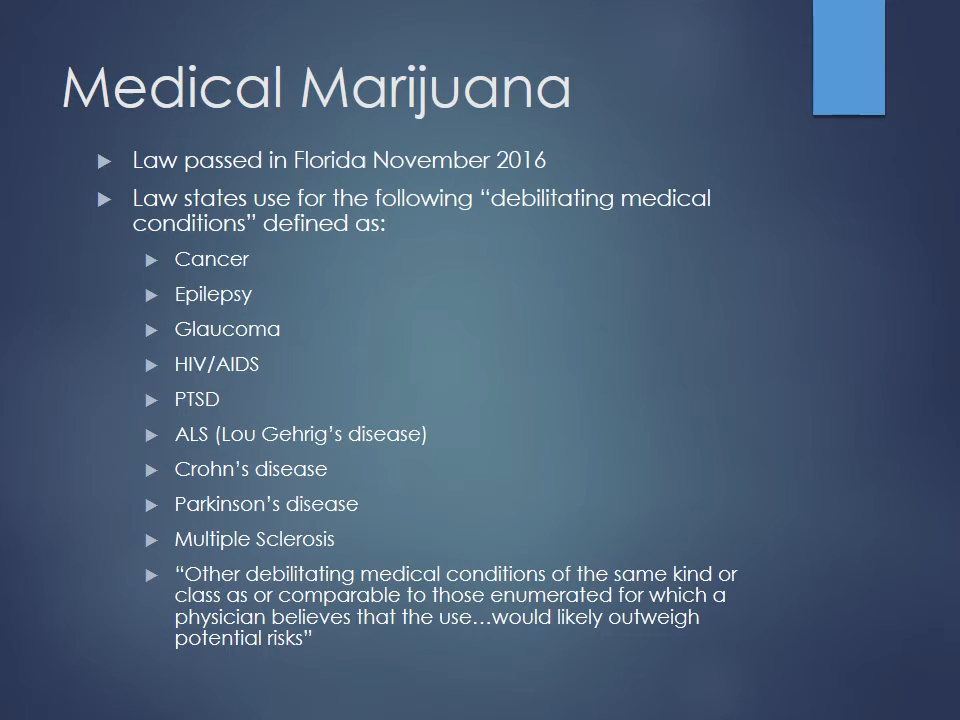 Medical Marijuana
Law passed in Florida November 2016
Law states use for the following “debilitating medical
conditions” defined as:
Cancer
Epilepsy
Glaucoma
HIV/AIDS
PTSD
ALS (Lou Gehrig’s disease)
Crohn’s disease
Parkinson’s disease
Multiple Sclerosis
“Other debilitating medical conditions of the same kind or
class as or comparable to those enumerated for which a
physician believes that the use…would likely outweigh
potential risks”